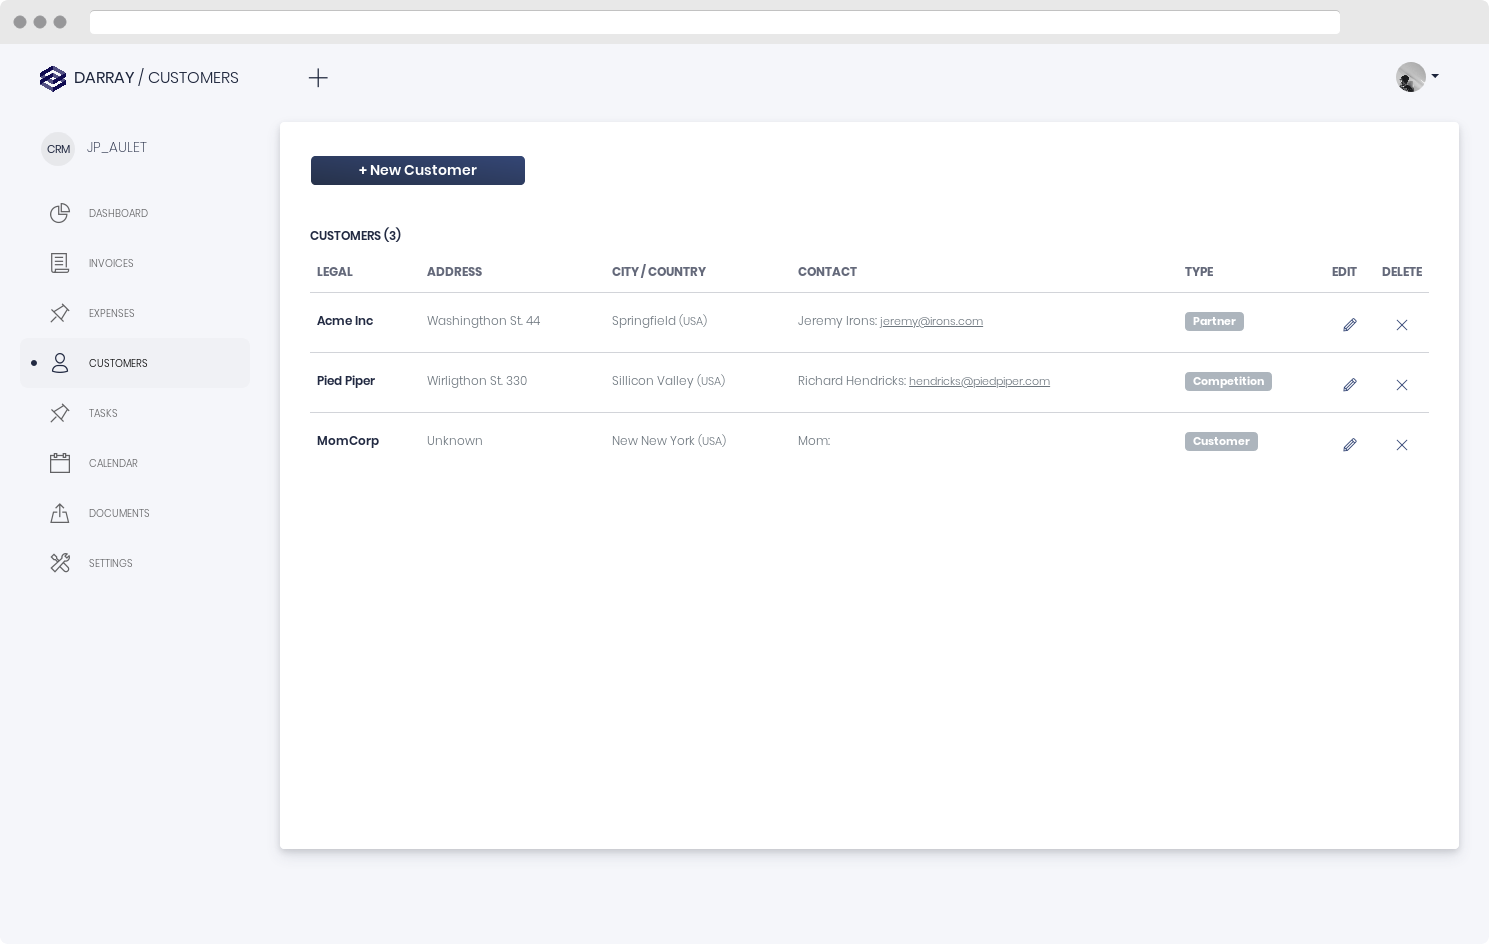 DARRAY / CUSTOMERS
CRM JP_AULET
DASHBOARD
INVOICES
EXPENSES
CUSTOMERS
TASKS
CALENDAR
DOCUMENTS
SETTINGS
+ New Customer
CUSTOMERS (3)
LEGAL ADDRESS CITY / COUNTRY CONTACT TYPE EDIT DELETE
Acme Inc Washingthon St. 44 Springfield (USA) Jeremy Irons: jeremy@irons.com Partner
Pied Piper Wirligthon St. 330 Sillicon Valley (USA) Richard Hendricks: hendricks@piedpiper.com Competition
MomCorp Unknown New New York (USA) Mom: Customer